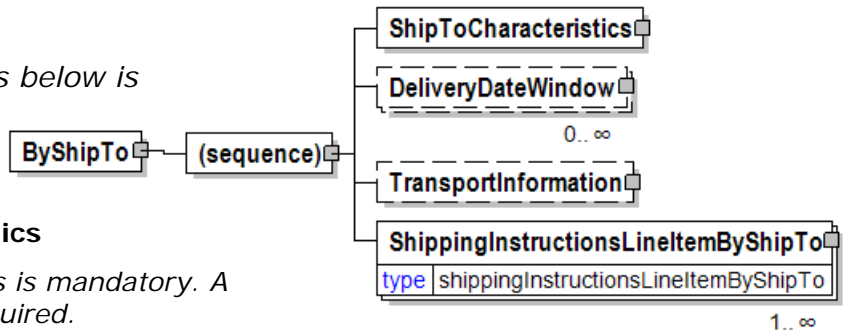 ShipToCharacteristics
s below is
DeliveryDateWindow
0.. ∞
ByShipTo
(sequence)
TransportInformation
ics
ShippingInstructionsLineItemByShipTo
s is mandatory. A
type shippingInstructionsLineItemByShipTo
uired.
1.. ∞